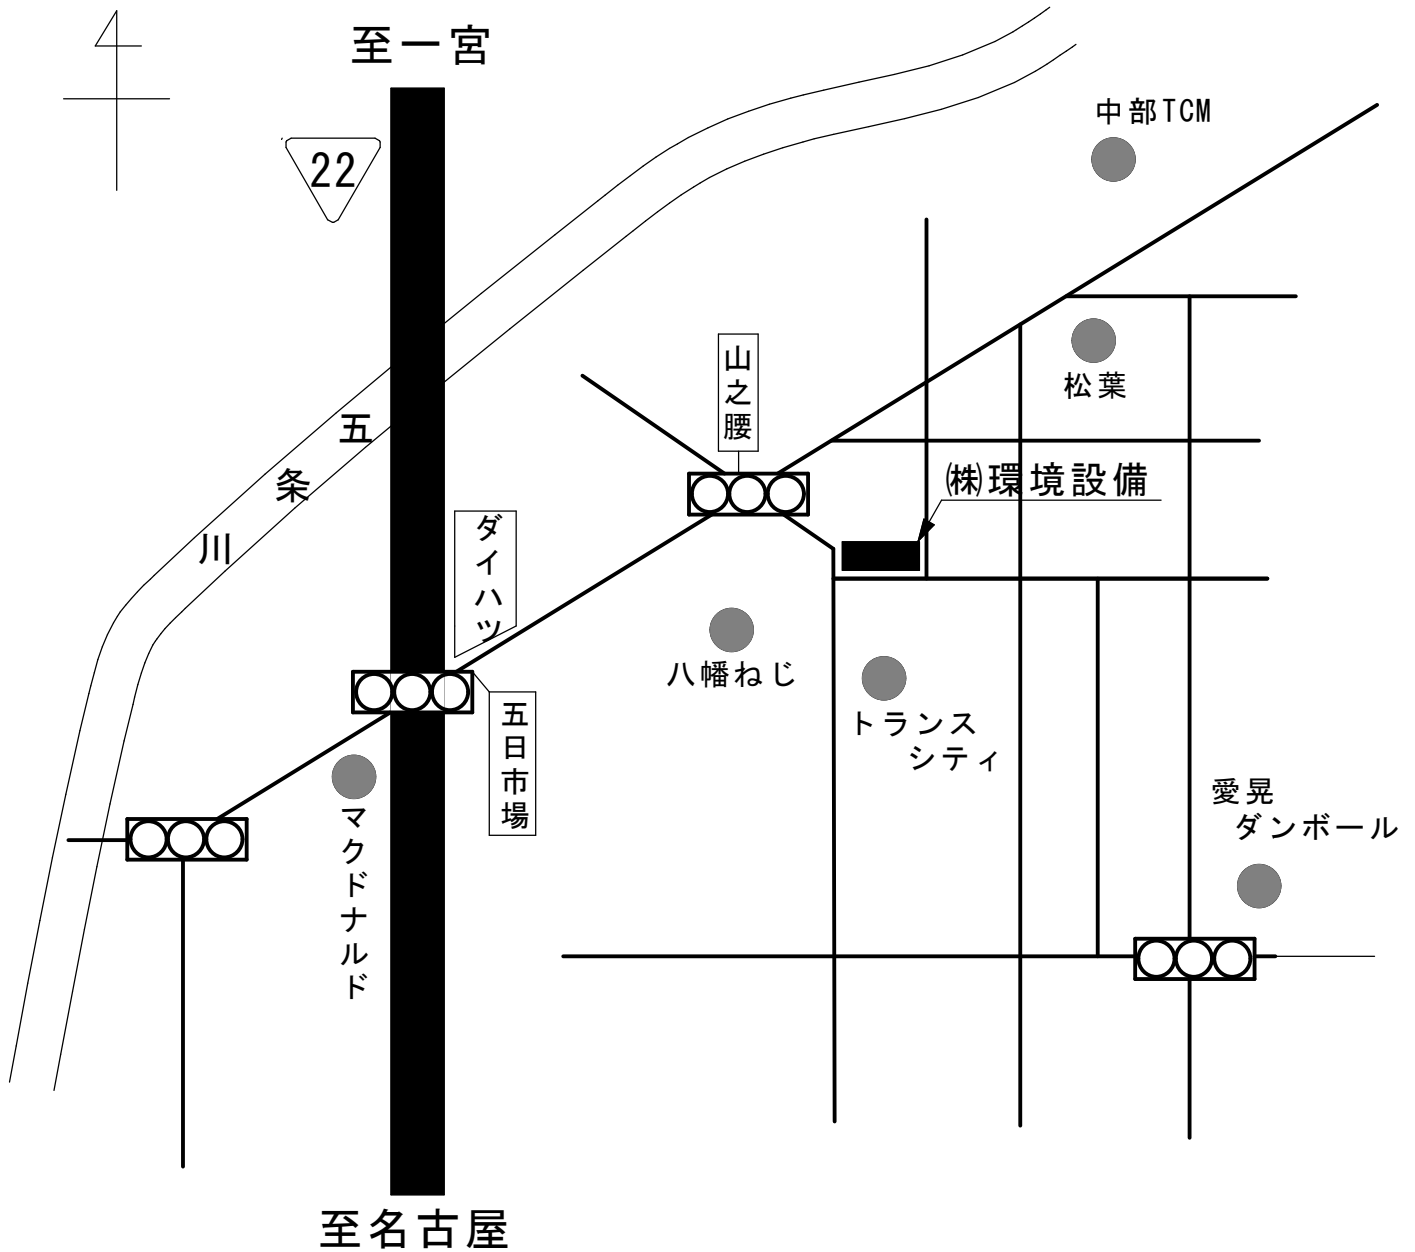 至一宮
中部TCM
22
山之腰
松葉
五条川
㈱環境設備
ダイハツ
八幡ねじ
五日市場
トランス
シティ
愛晃
ダンボール
マクドナルド
至名古屋